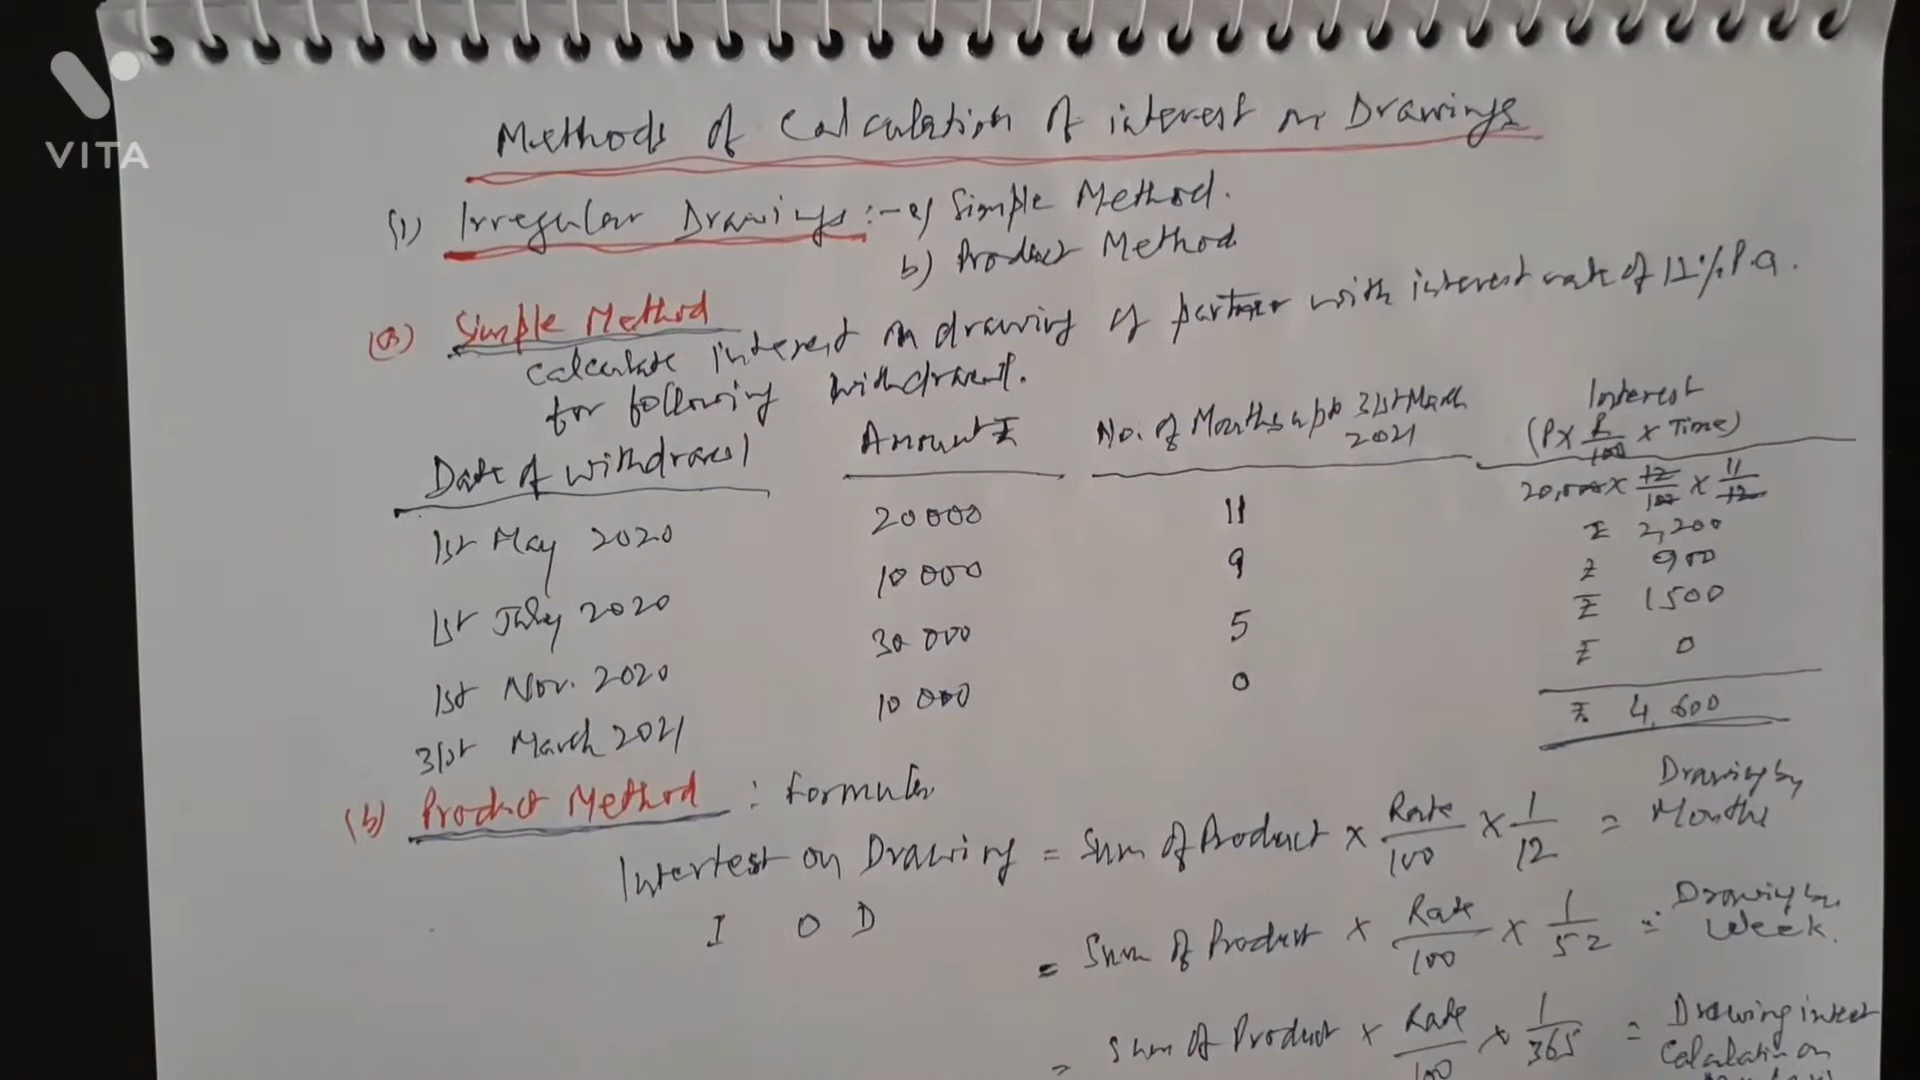 VITA
Methods of Calculation of interest on Drawings
(1) Irregular Drawings :- a) Simple Method.
b) Product Method
(a) Simple Method
calculate interest on drawing of partner with interest rate of 12% P.a.
for following withdrawl.
Date of withdrawl Amount ₹ No. of Months upto 31st March 2021 Interest (P x R/100 x Time)
1st May 2020 20000 11 20,000 x 12/100 x 11/12
₹ 2,200
1st July 2020 10000 9 ₹ 900
1st Nov. 2020 30000 5 ₹ 1500
31st March 2021 10000 0 ₹ 0
₹ 4,600
(b) Product Method : Formula
Intertest on Drawing = Sum of Product x Rate/100 x 1/12 = Drawing by Months
I O D
= Sum of Product x Rate/100 x 1/52 = Drawing by Week.
= Sum of Product x Rate/100 x 1/365 = Drawing